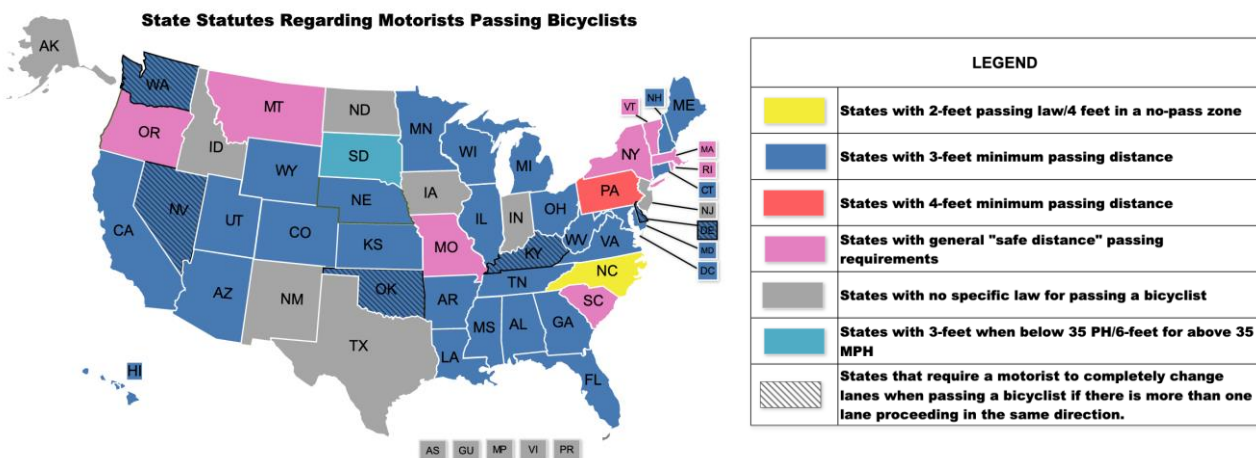 State Statutes Regarding Motorists Passing Bicyclists
AK
WA
MT
ND
MN
VT
NH
ME
OR
ID
SD
WI
MI
NY
MA
RI
CT
WY
IA
PA
NJ
NE
DE
NV
UT
CO
IL
IN
OH
WV
VA
MD
CA
KS
MO
KY
DC
AZ
NM
OK
AR
TN
NC
SC
MS
AL
GA
TX
LA
FL
HI
AS
GU
MP
VI
PR
LEGEND
States with 2-feet passing law/4 feet in a no-pass zone
States with 3-feet minimum passing distance
States with 4-feet minimum passing distance
States with general "safe distance" passing
requirements
States with no specific law for passing a bicyclist
States with 3-feet when below 35 PH/6-feet for above 35
MPH
States that require a motorist to completely change
lanes when passing a bicyclist if there is more than one
lane proceeding in the same direction.